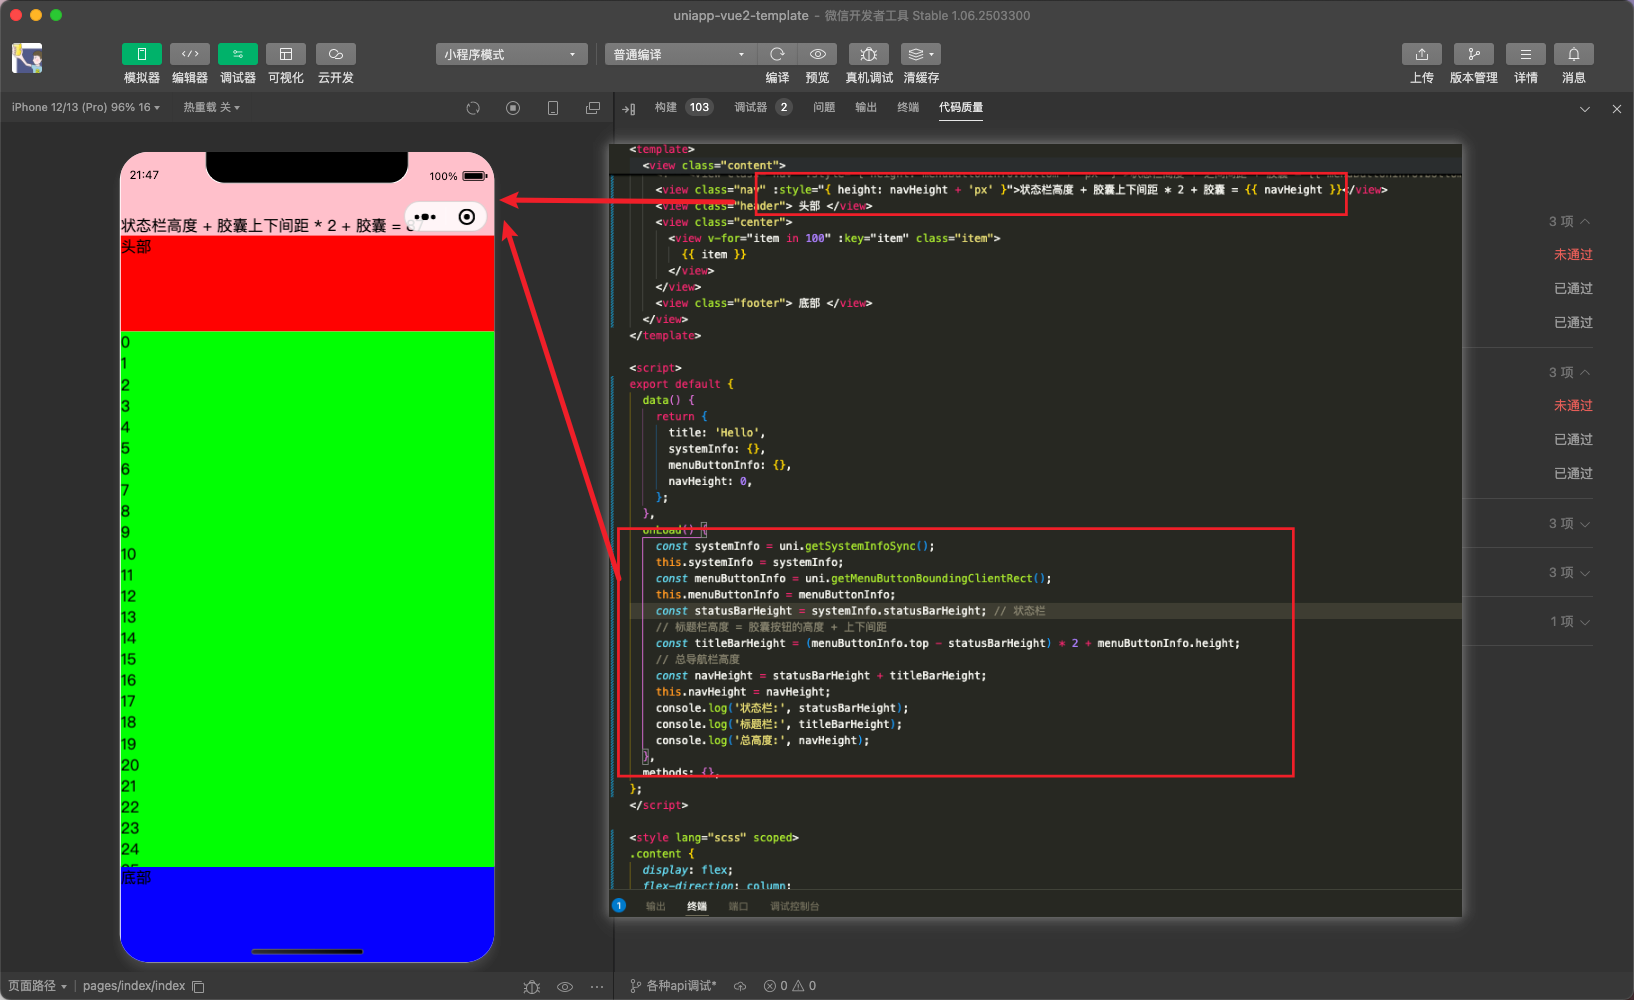 uniapp-vue2-template - 微信开发者工具 Stable 1.06.2503300
模拟器 编辑器 调试器 可视化 云开发
小程序模式
普通编译
编译 预览 真机调试 清缓存
上传 版本管理 详情 消息
iPhone 12/13 (Pro) 96% 16
热重载 关
构建 103 调试器 2 问题 输出 终端 代码质量
21:47
100%
状态栏高度 + 胶囊上下间距 * 2 + 胶囊 =
头部
0
1
2
3
4
5
6
7
8
9
10
11
12
13
14
15
16
17
18
19
20
21
22
23
24
底部
<template>
<view class="content">
<view class="nav" :style="{ height: navHeight + 'px' }">状态栏高度 + 胶囊上下间距 * 2 + 胶囊 = {{ navHeight }}</view>
<view class="header"> 头部 </view>
<view class="center">
<view v-for="item in 100" :key="item" class="item">
{{ item }}
</view>
</view>
<view class="footer"> 底部 </view>
</view>
</template>
<script>
export default {
data() {
return {
title: 'Hello',
systemInfo: {},
menuButtonInfo: {},
navHeight: 0,
};
},
onLoad() {
const systemInfo = uni.getSystemInfoSync();
this.systemInfo = systemInfo;
const menuButtonInfo = uni.getMenuButtonBoundingClientRect();
this.menuButtonInfo = menuButtonInfo;
const statusBarHeight = systemInfo.statusBarHeight; // 状态栏
// 标题栏高度 = 胶囊按钮的高度 + 上下间距
const titleBarHeight = (menuButtonInfo.top - statusBarHeight) * 2 + menuButtonInfo.height;
// 总导航栏高度
const navHeight = statusBarHeight + titleBarHeight;
this.navHeight = navHeight;
console.log('状态栏:', statusBarHeight);
console.log('标题栏:', titleBarHeight);
console.log('总高度:', navHeight);
},
methods: {},
};
</script>
<style lang="scss" scoped>
.content {
display: flex;
flex-direction: column;
1 输出 终端 端口 调试控制台
3 项
未通过
已通过
已通过
3 项
未通过
已通过
已通过
3 项
3 项
1 项
页面路径 | pages/index/index
各种api调试* 0 0